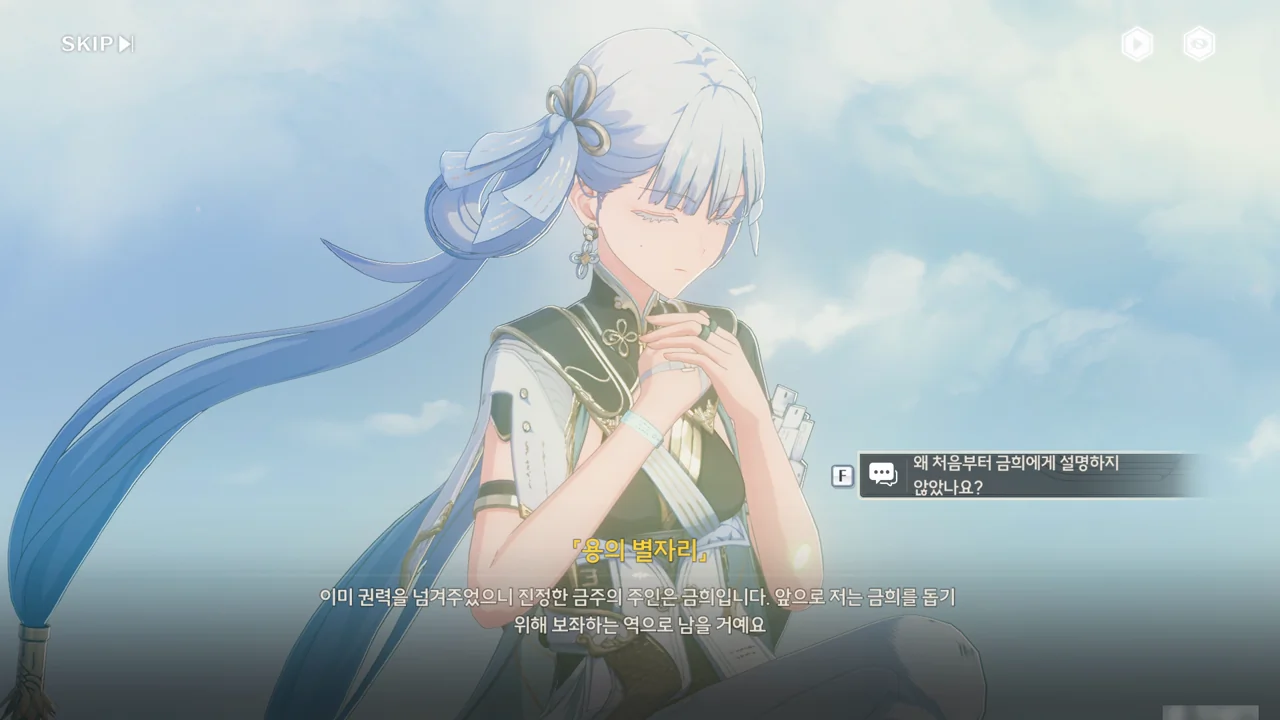 SKIP
왜 처음부터 금희에게 설명하지
않았나요?
F
「용의 별자리」
이미 권력을 넘겨주었으니 진정한 금주의 주인은 금희입니다. 앞으로 저는 금희를 돕기
위해 보좌하는 역으로 남을 거예요